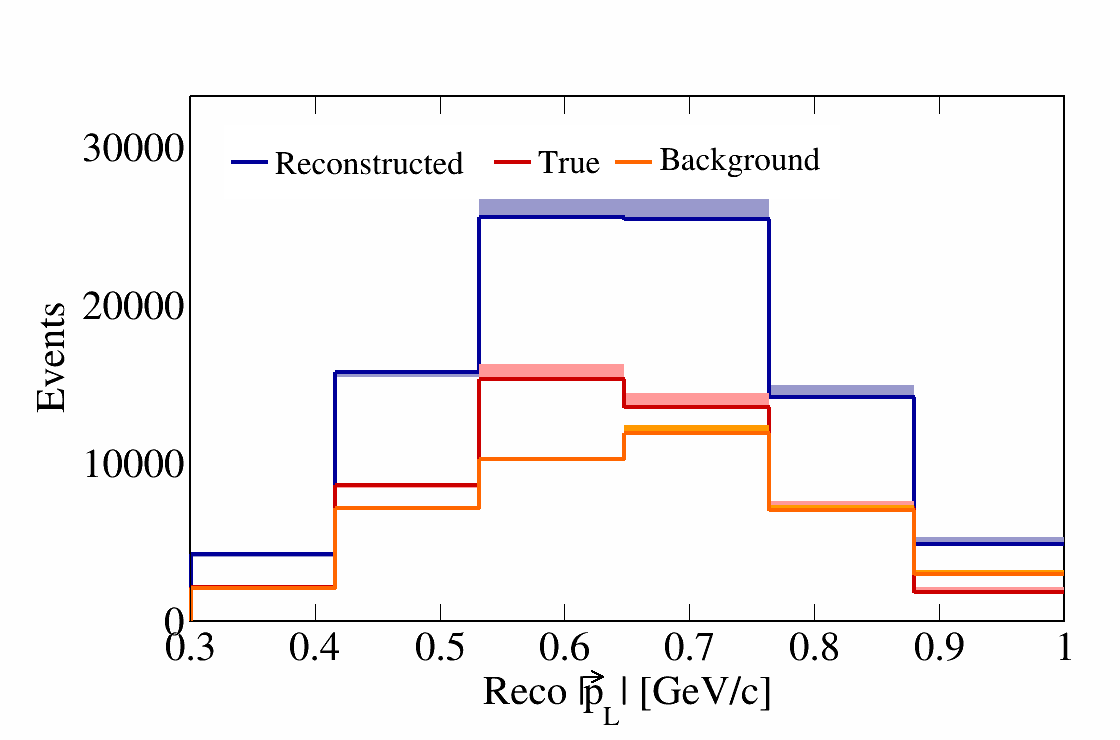 30000
20000
10000
0
Events
Reconstructed True Background
0.3 0.4 0.5 0.6 0.7 0.8 0.9 1
Reco |p⃗_L| [GeV/c]